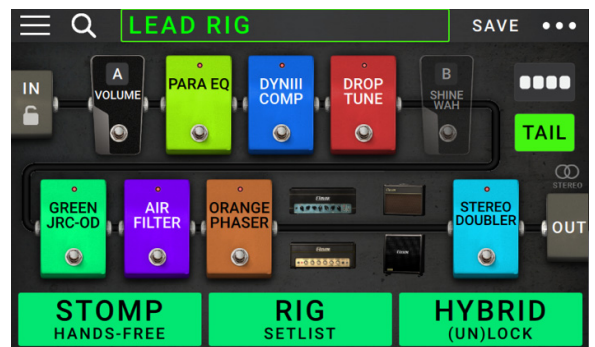 LEAD RIG
SAVE
IN
A
VOLUME
PARA EQ
DYNIII
COMP
DROP
TUNE
B
SHINE
WAH
TAIL
STEREO
GREEN
JRC-OD
AIR
FILTER
ORANGE
PHASER
STEREO
DOUBLER
OUT
STOMP
HANDS-FREE
RIG
SETLIST
HYBRID
(UN)LOCK